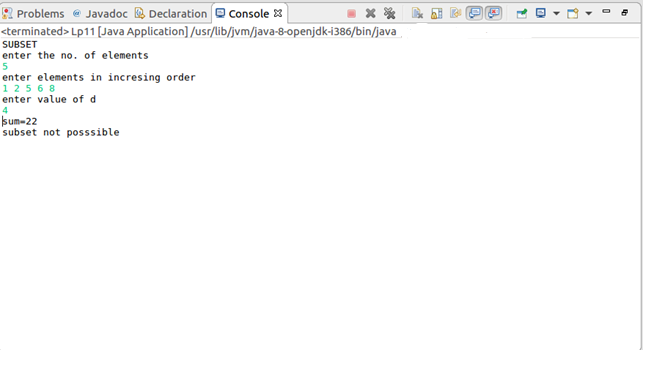 Problems @ Javadoc Declaration Console
<terminated> Lp11 [Java Application] /usr/lib/jvm/java-8-openjdk-i386/bin/java
SUBSET
enter the no. of elements
5
enter elements in incresing order
1 2 5 6 8
enter value of d
4
sum=22
subset not posssible